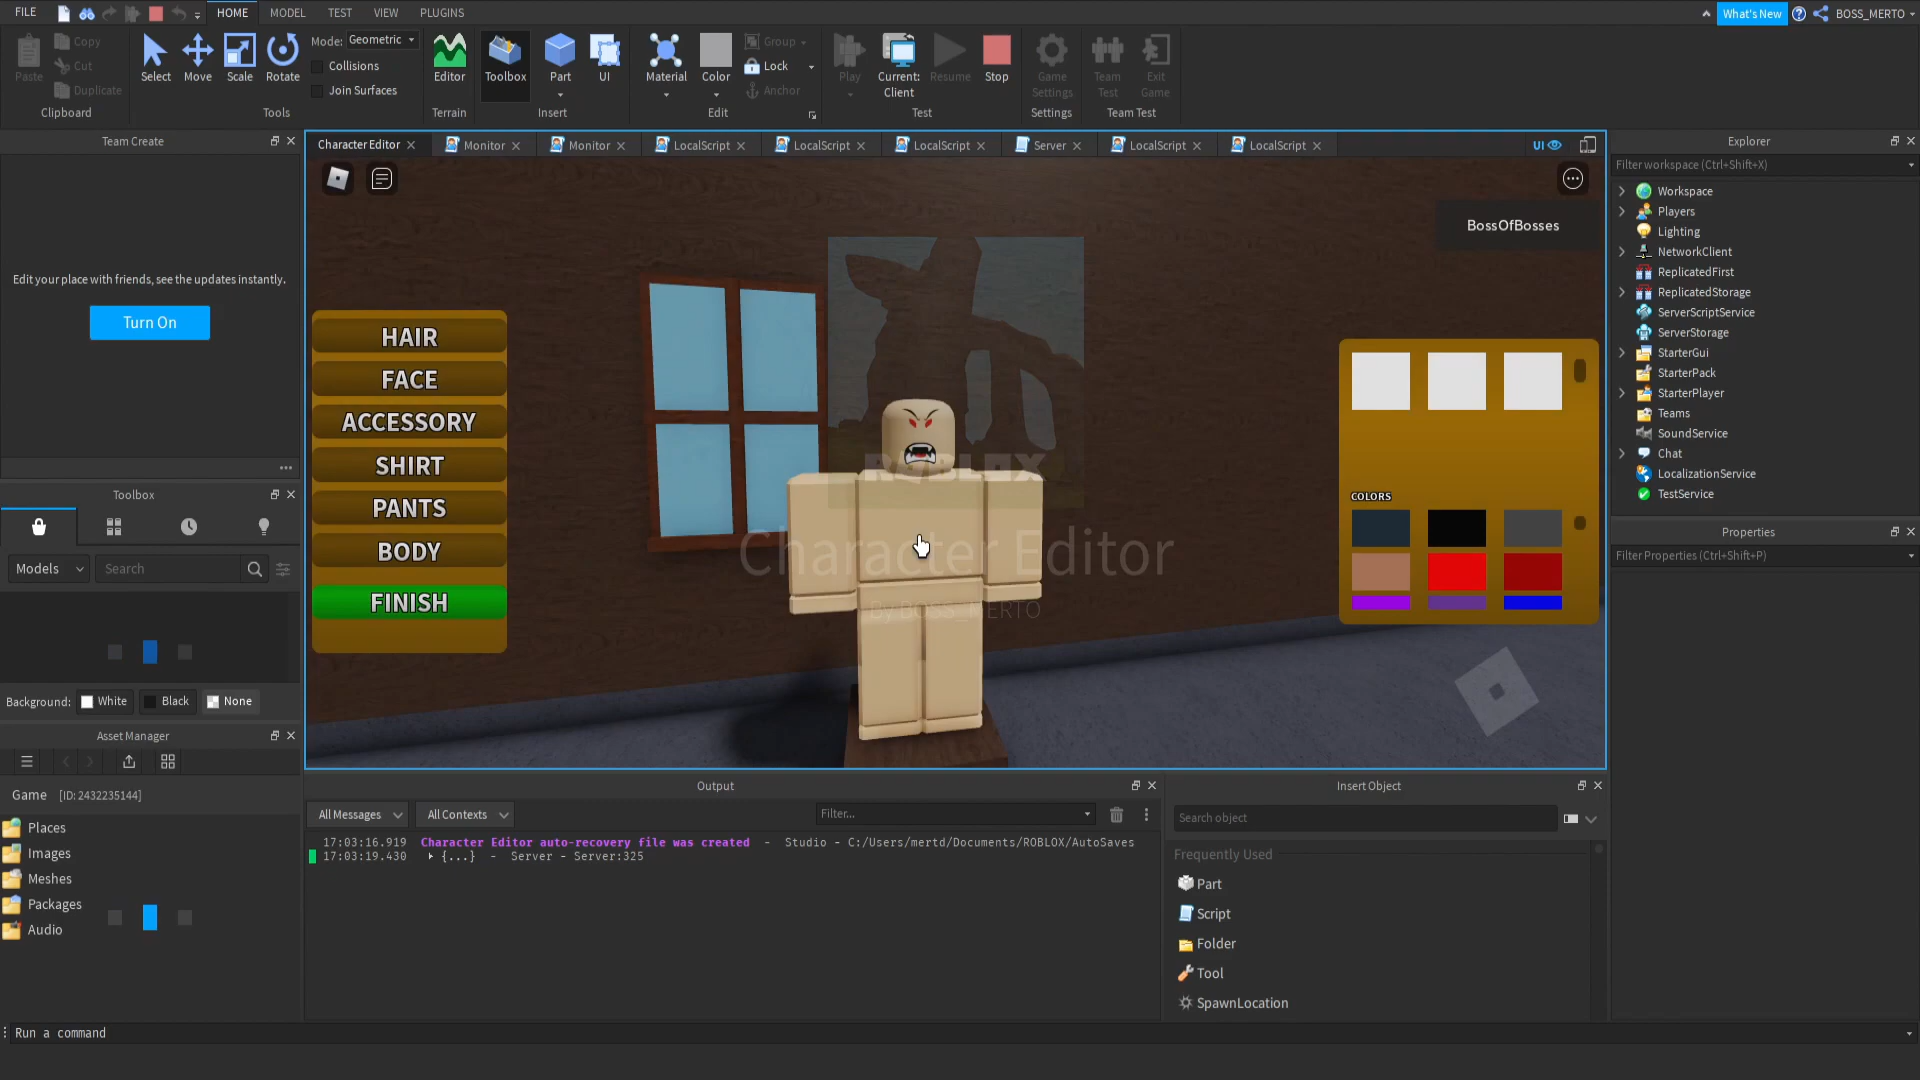 FILE
HOME
MODEL
TEST
VIEW
PLUGINS
What's New
BOSS_MERTO
Paste
Copy
Cut
Duplicate
Clipboard
Select
Move
Scale
Rotate
Mode: Geometric
Collisions
Join Surfaces
Tools
Editor
Terrain
Toolbox
Part
UI
Insert
Material
Color
Group
Lock
Anchor
Edit
Play
Current:
Client
Resume
Stop
Test
Game
Settings
Settings
Team
Test
Exit
Game
Team Test
Team Create
Edit your place with friends, see the updates instantly.
Turn On
Toolbox
Models
Search
Background: White Black None
Asset Manager
Game [ID: 2432235144]
Places
Images
Meshes
Packages
Audio
Character Editor
Monitor
Monitor
LocalScript
LocalScript
LocalScript
Server
LocalScript
LocalScript
UI
BossOfBosses
HAIR
FACE
ACCESSORY
SHIRT
PANTS
BODY
FINISH
ROBLOX
Character Editor
By BOSS_MERTO
COLORS
Output
All Messages
All Contexts
Filter...
17:03:16.919 Character Editor auto-recovery file was created - Studio - C:/Users/mertd/Documents/ROBLOX/AutoSaves
17:03:19.430 {...} - Server - Server:325
Insert Object
Search object
Frequently Used
Part
Script
Folder
Tool
SpawnLocation
Explorer
Filter workspace (Ctrl+Shift+X)
Workspace
Players
Lighting
NetworkClient
ReplicatedFirst
ReplicatedStorage
ServerScriptService
ServerStorage
StarterGui
StarterPack
StarterPlayer
Teams
SoundService
Chat
LocalizationService
TestService
Properties
Filter Properties (Ctrl+Shift+P)
Run a command